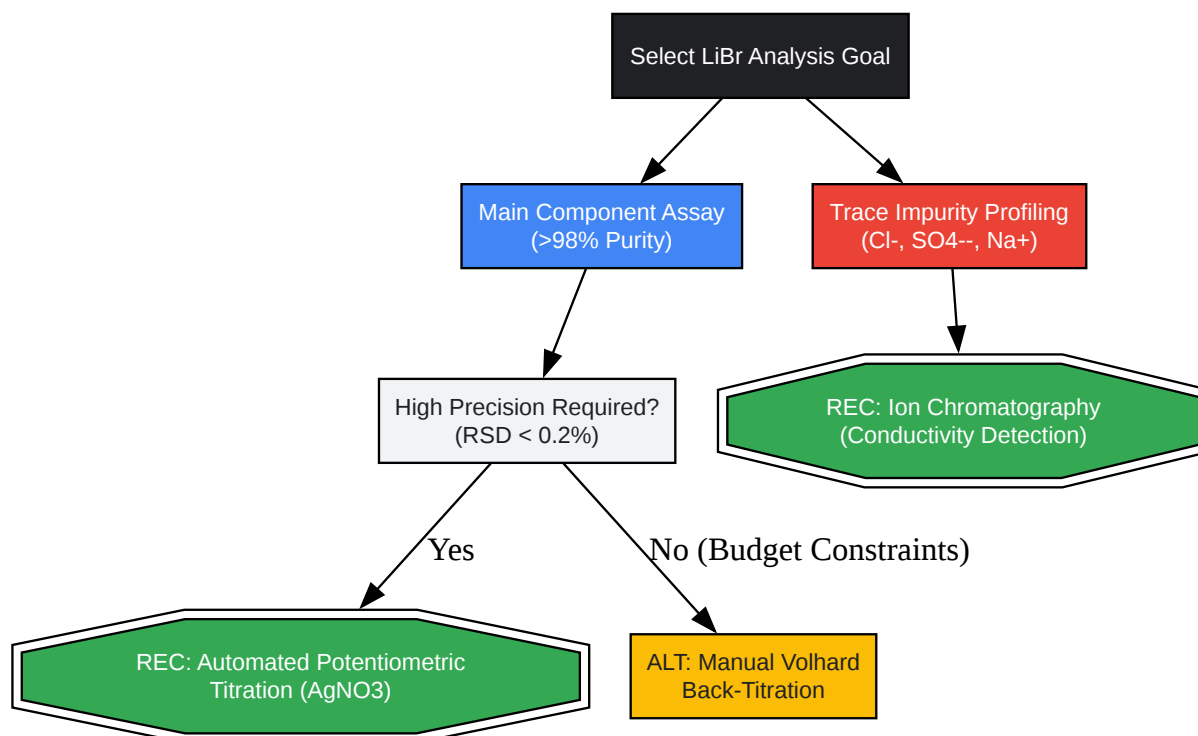 Select LiBr Analysis Goal
Main Component Assay
(>98% Purity)
Trace Impurity Profiling
(Cl-, SO4--, Na+)
High Precision Required?
(RSD < 0.2%)
REC: Ion Chromatography
(Conductivity Detection)
Yes
No (Budget Constraints)
REC: Automated Potentiometric
Titration (AgNO3)
ALT: Manual Volhard
Back-Titration